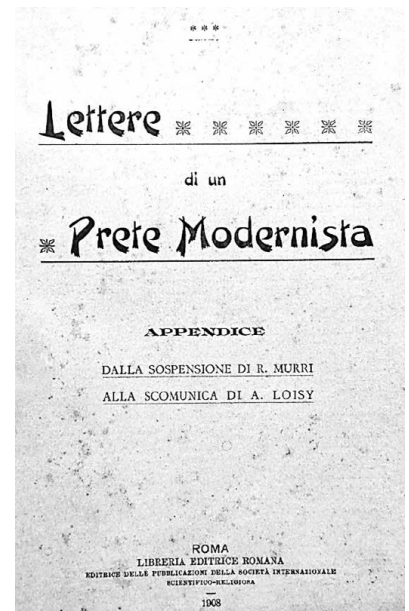 ***
Lettere
di un
Prete Modernista
APPENDICE
DALLA SOSPENSIONE DI R. MURRI
ALLA SCOMUNICA DI A. LOISY
ROMA
LIBRERIA EDITRICE ROMANA
EDITRICE DELLE PUBBLICAZIONI DELLA SOCIETÀ INTERNAZIONALE
SCIENTIFICO-RELIGIOSA
1908